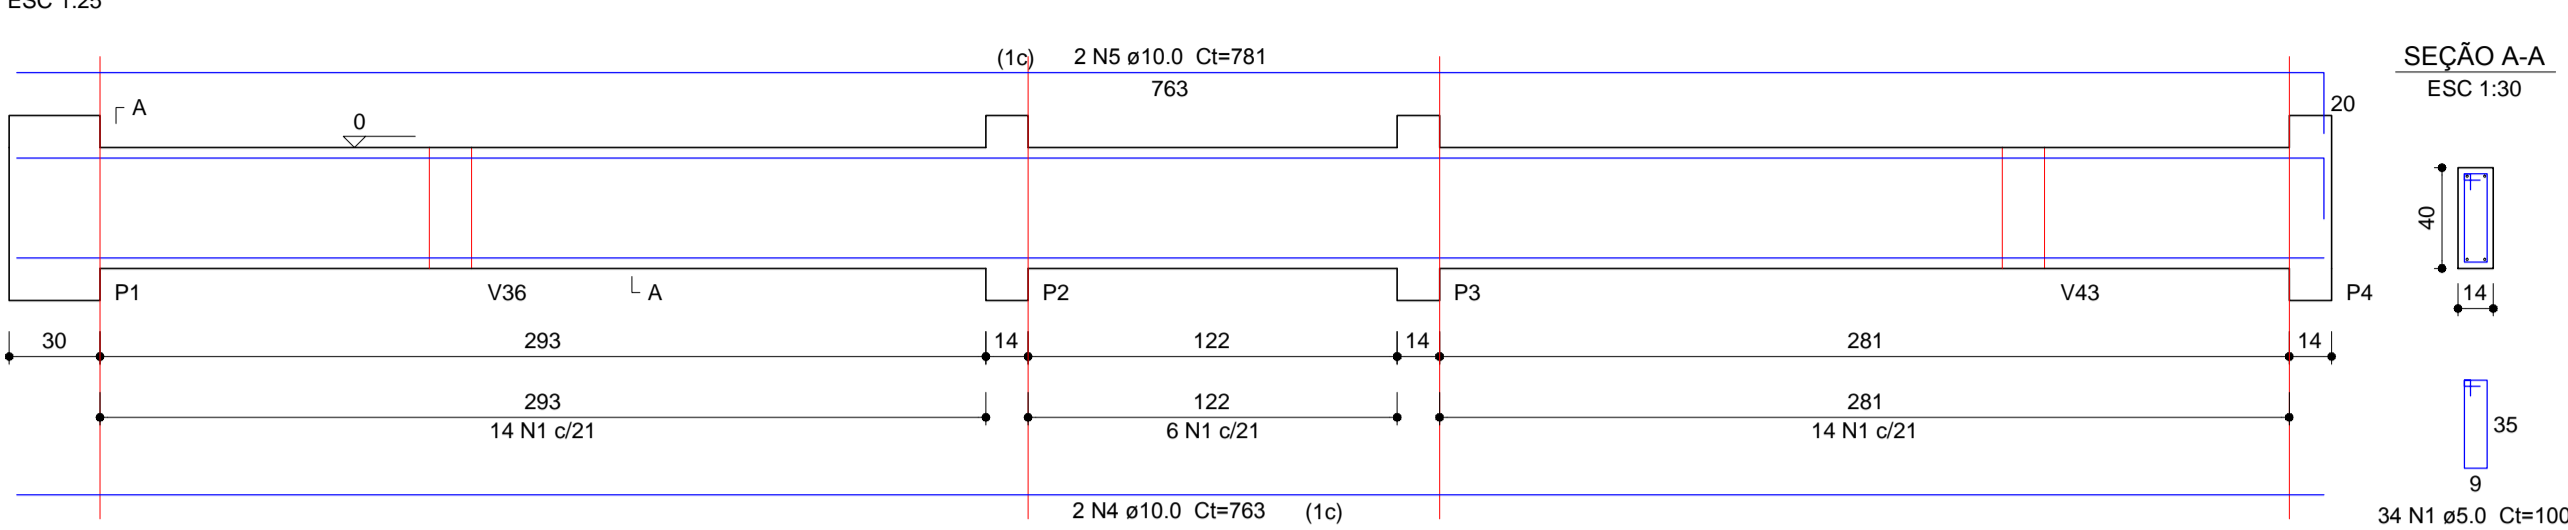 ESC 1:25
(1c) 2 N5 ø10.0 Ct=781
763
SEÇÃO A-A
ESC 1:30
20
A
0
40
14
P1 V36 A P2 P3 V43 P4
30 293 14 122 14 281 14
293 122 281
14 N1 c/21 6 N1 c/21 14 N1 c/21
35
9
2 N4 ø10.0 Ct=763 (1c)
34 N1 ø5.0 Ct=100